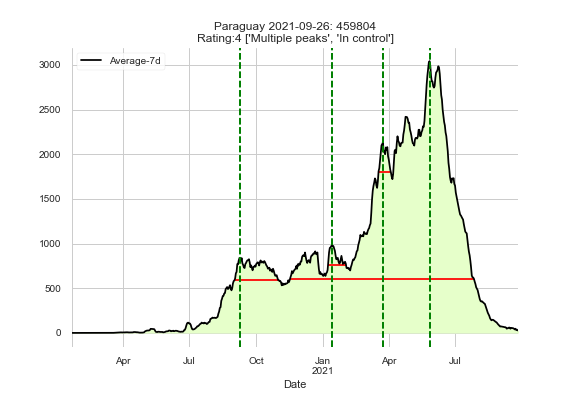 Paraguay 2021-09-26: 459804
Rating:4 ['Multiple peaks', 'In control']
Average-7d
3000
2500
2000
1500
1000
500
0
Apr
Jul
Oct
Jan
2021
Apr
Jul
Date